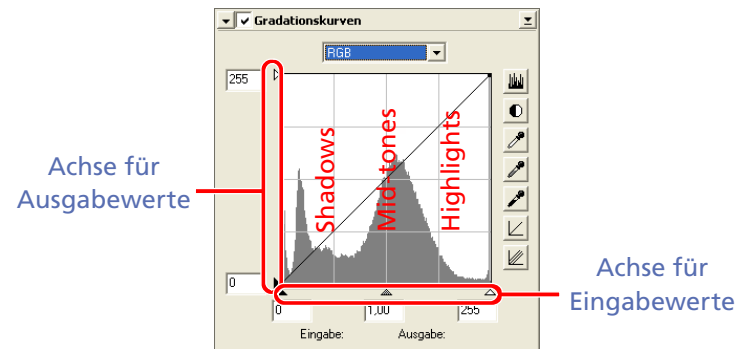 Gradationskurven
RGB
255
Achse für
Ausgabewerte
Shadows
Mid tones
Highlights
0
Achse für
Eingabewerte
0 1,00 255
Eingabe: Ausgabe: